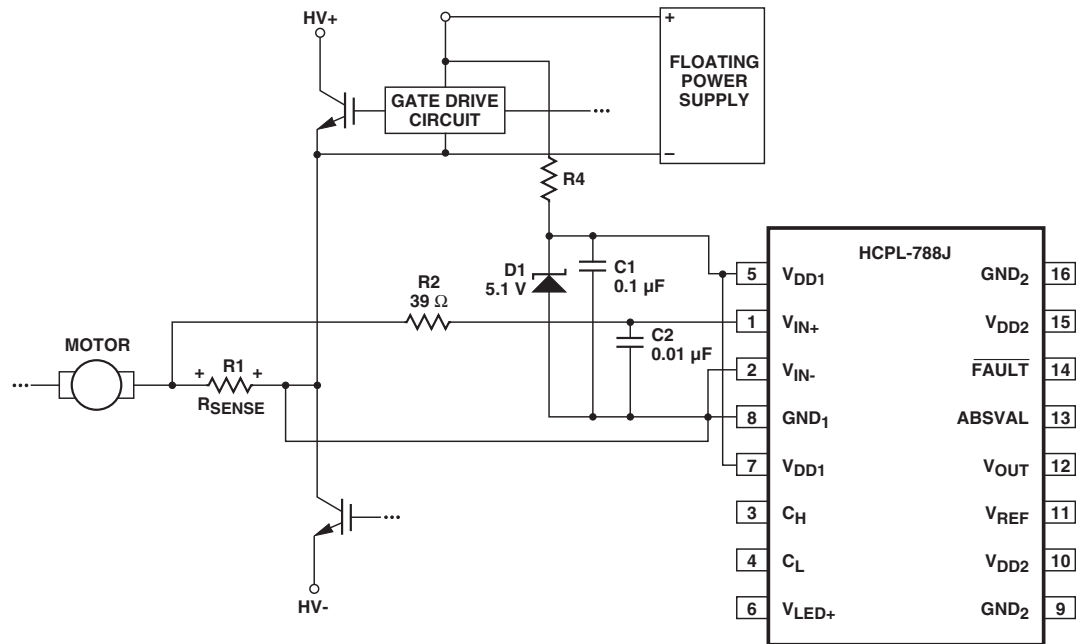 HV+
+
FLOATING
POWER
SUPPLY
GATE DRIVE
CIRCUIT
...
−
R4
HCPL-788J
D1
5.1 V
C1
0.1 µF
R2
39 Ω
C2
0.01 µF
MOTOR
...
+ R1 +
RSENSE
...
HV-
5 VDD1
1 VIN+
2 VIN-
8 GND1
7 VDD1
3 CH
4 CL
6 VLED+
GND2 16
VDD2 15
FAULT 14
ABSVAL 13
VOUT 12
VREF 11
VDD2 10
GND2 9